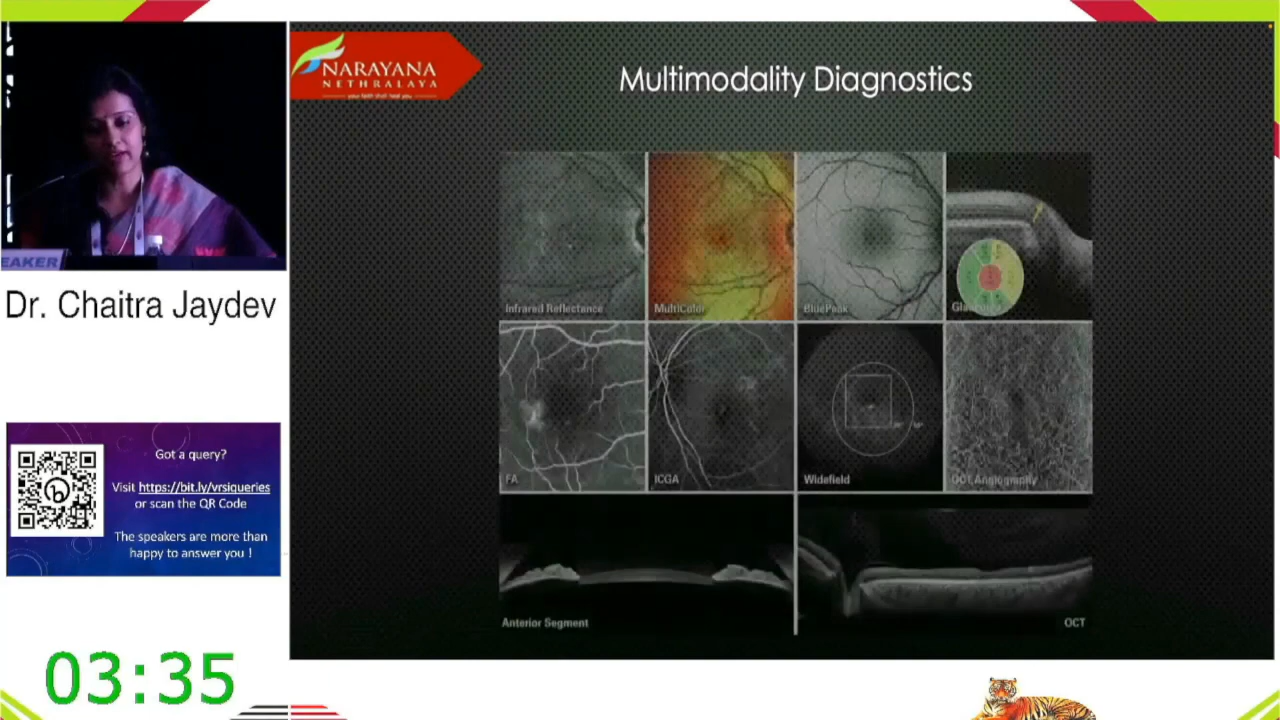 NARAYANA
NETHRALAYA
Multimodality Diagnostics
EAKER
Dr. Chaitra Jaydev
Got a query?
Visit https://bit.ly/vrsiqueries
or scan the QR Code
The speakers are more than
happy to answer you !
03:35
Infrared Reflectance
MultiColor
BluePeak
FA
ICGA
Widefield
OCT Angiography
Anterior Segment
OCT